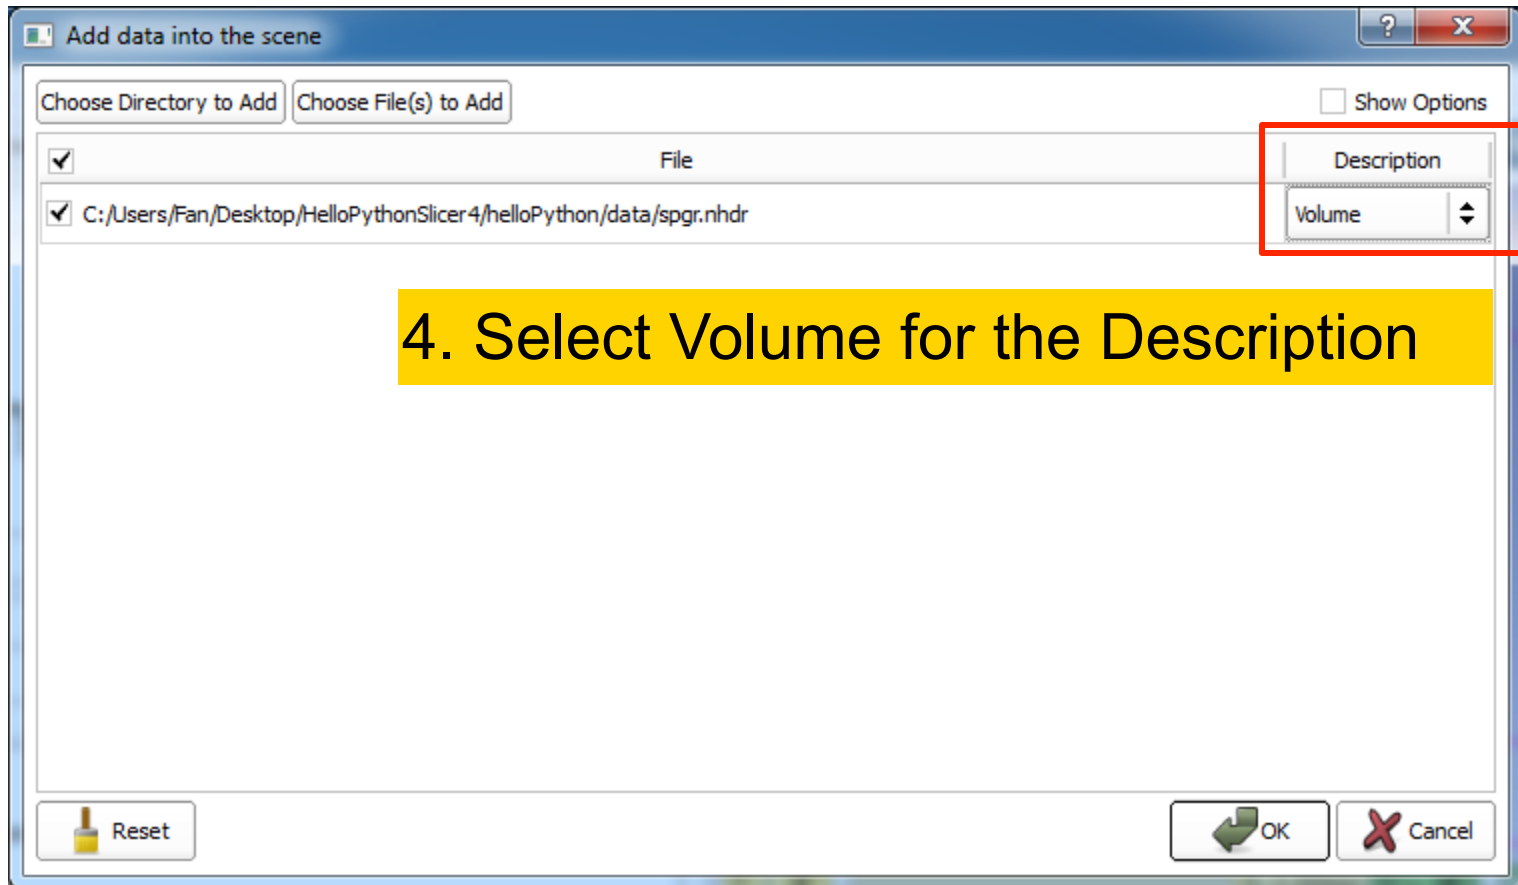 Add data into the scene
?
X
Choose Directory to Add
Choose File(s) to Add
Show Options
File
Description
C:/Users/Fan/Desktop/HelloPythonSlicer4/helloPython/data/spgr.nhdr
Volume
4. Select Volume for the Description
Reset
OK
Cancel